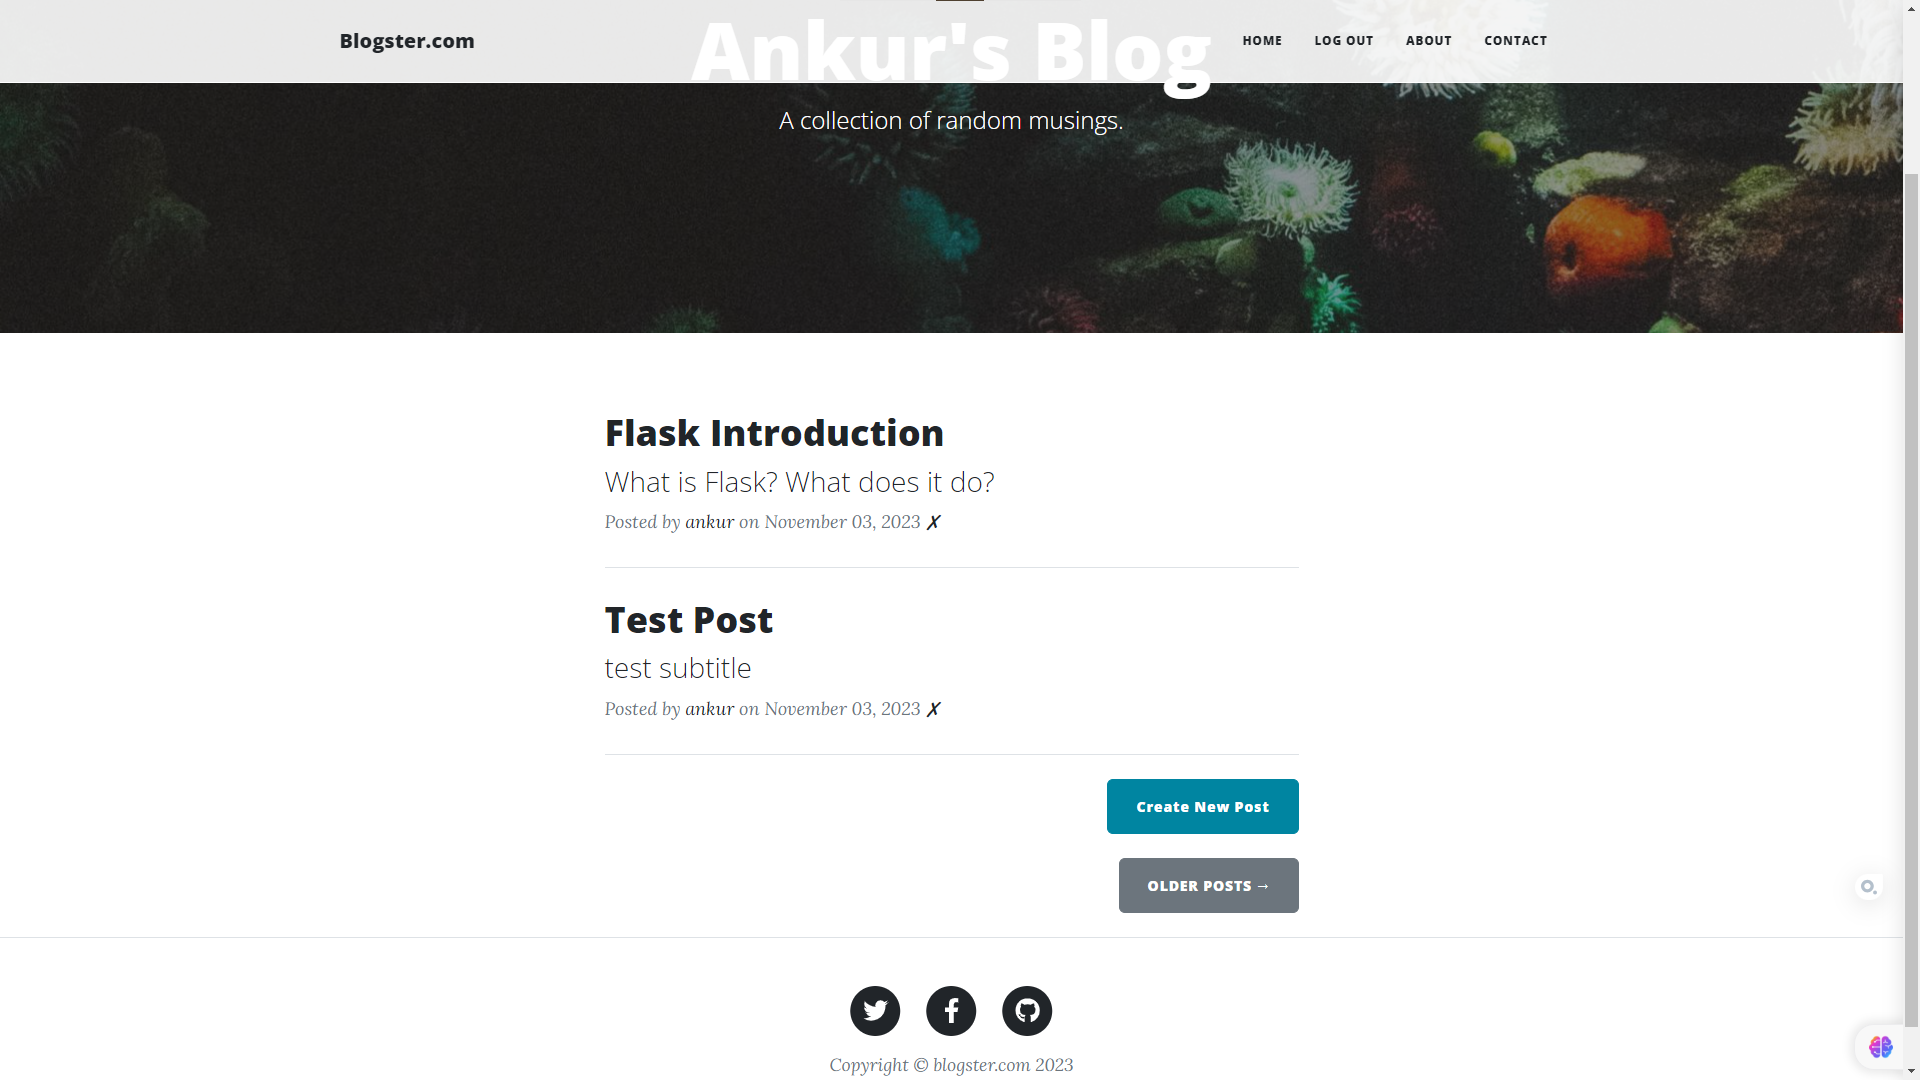 Blogster.com
HOME
LOG OUT
ABOUT
CONTACT
Ankur's Blog
A collection of random musings.
Flask Introduction
What is Flask? What does it do?
Posted by ankur on November 03, 2023 ✗
Test Post
test subtitle
Posted by ankur on November 03, 2023 ✗
Create New Post
OLDER POSTS →
Copyright © blogster.com 2023